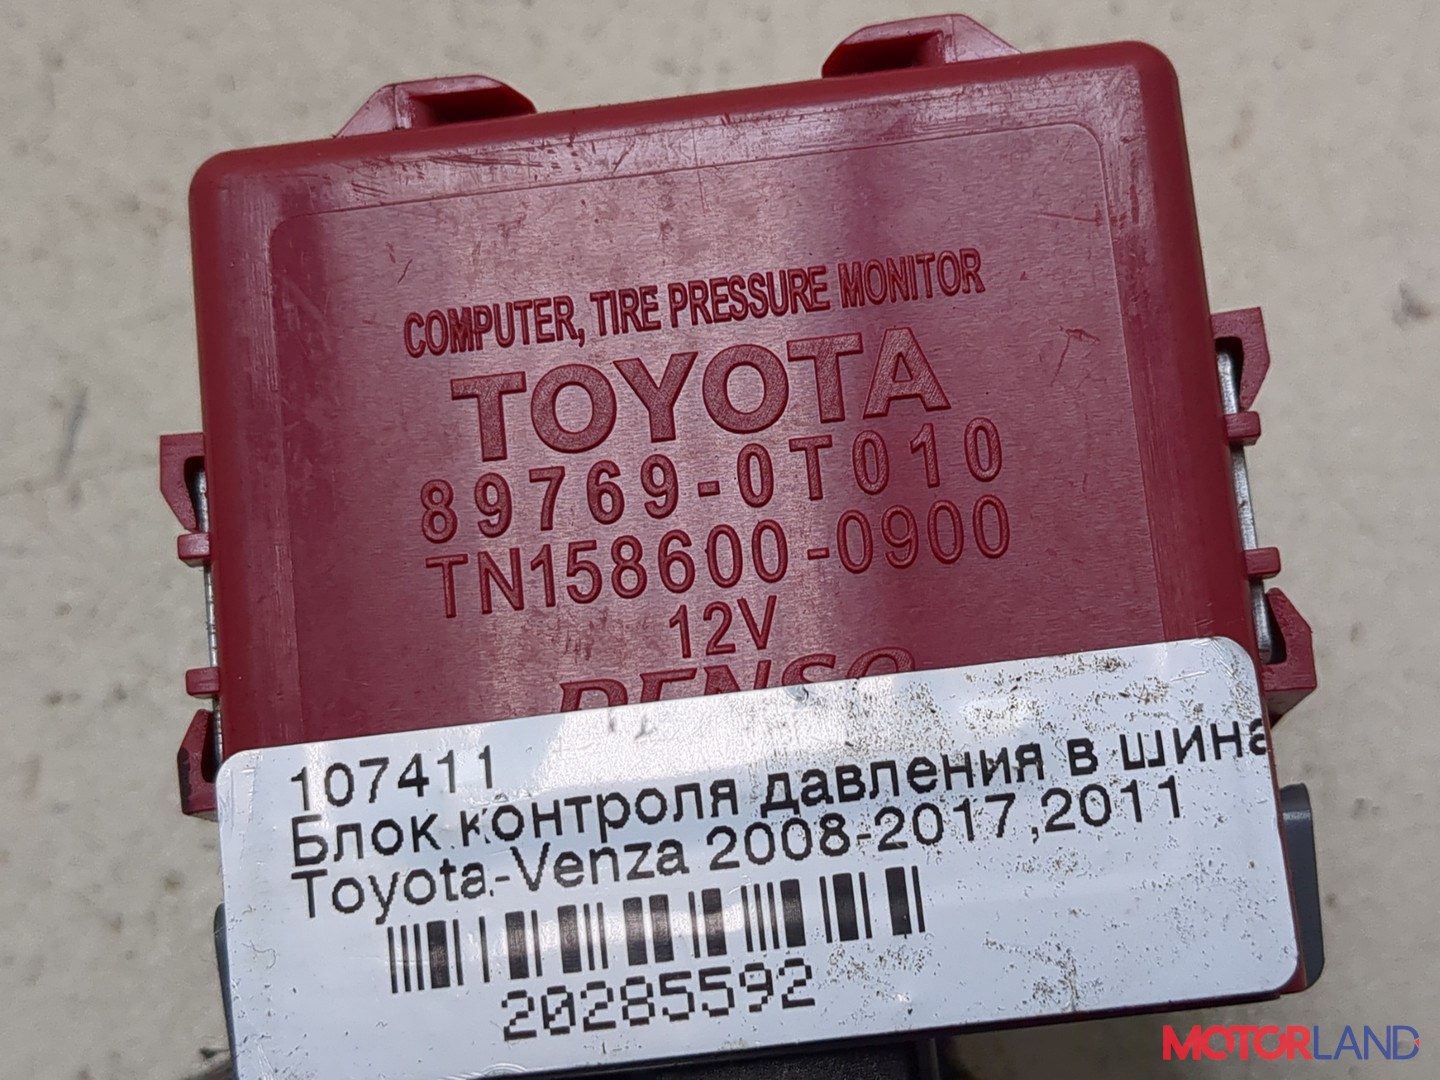 COMPUTER, TIRE PRESSURE MONITOR
TOYOTA
89769-0T010
TN158600-0900
12V
DENSO
107411
Блок контроля давления в шина
Toyota-Venza 2008-2017,2011
20285592
MOTORLAND